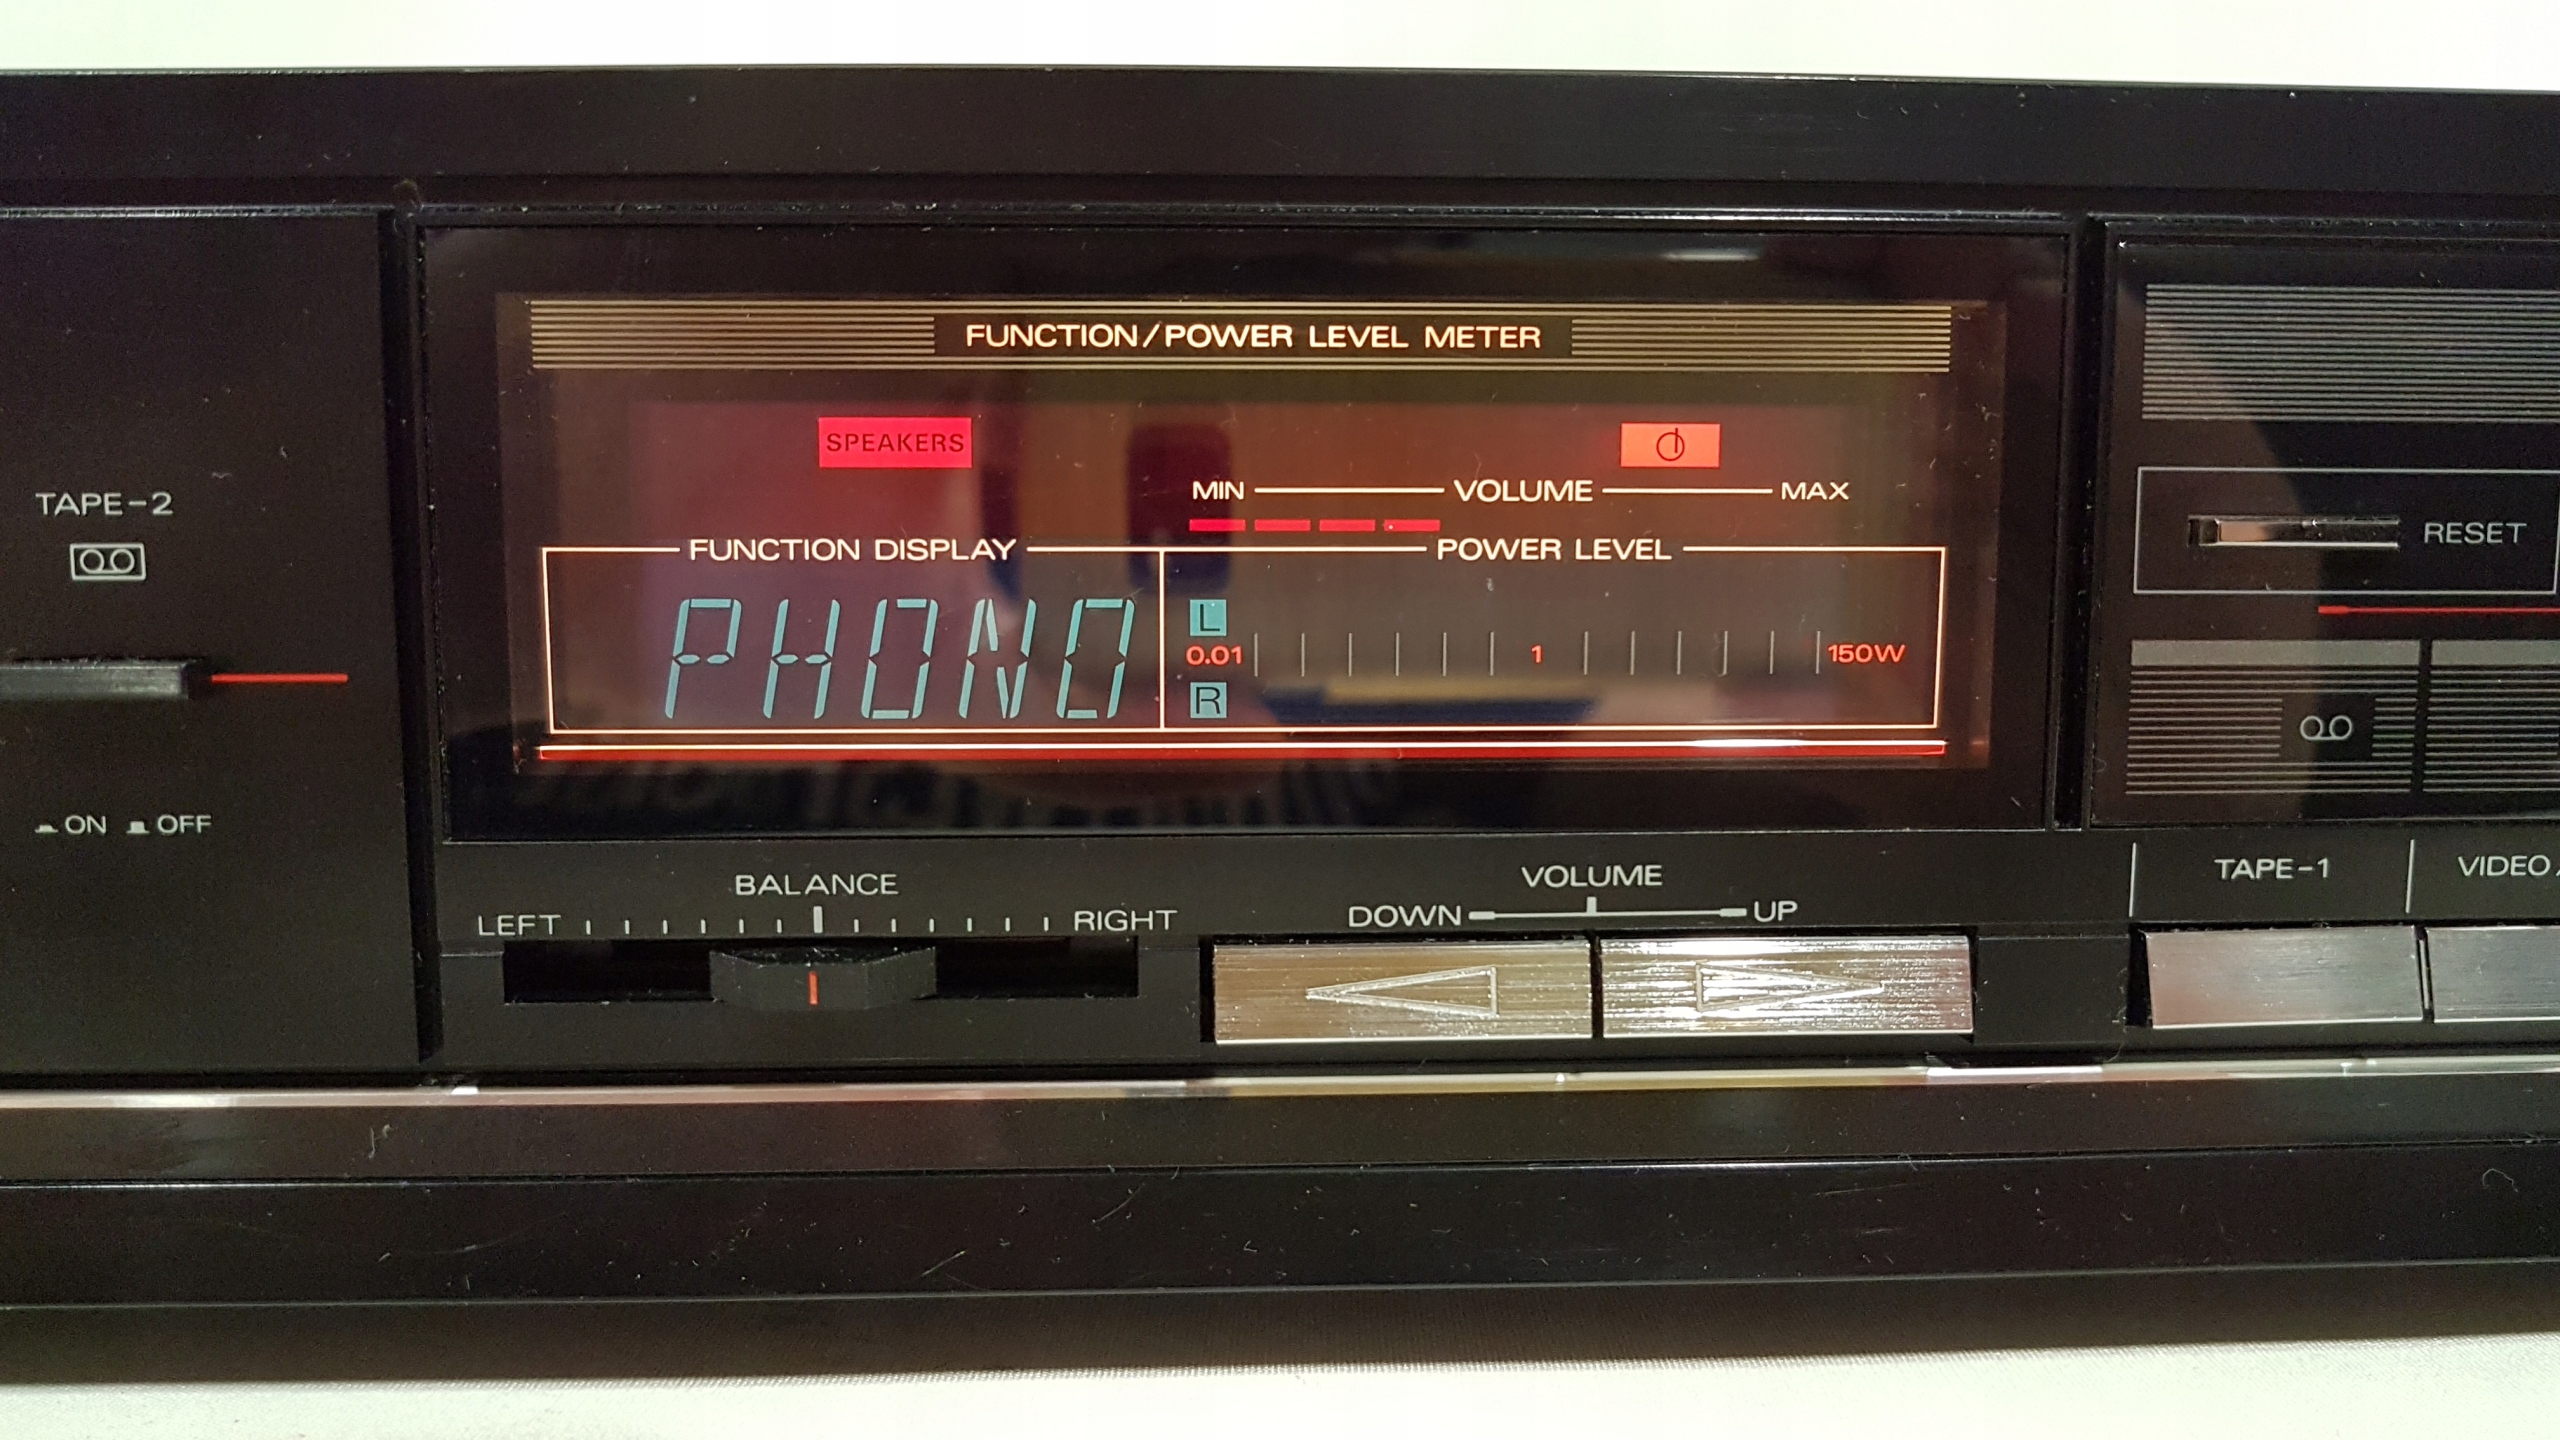 FUNCTION/POWER LEVEL METER
SPEAKERS
MIN VOLUME MAX
TAPE-2
RESET
FUNCTION DISPLAY POWER LEVEL
PHONO
L
0.01 1 150W
R
ON OFF
BALANCE
LEFT RIGHT
VOLUME
DOWN UP
TAPE-1 VIDEO/